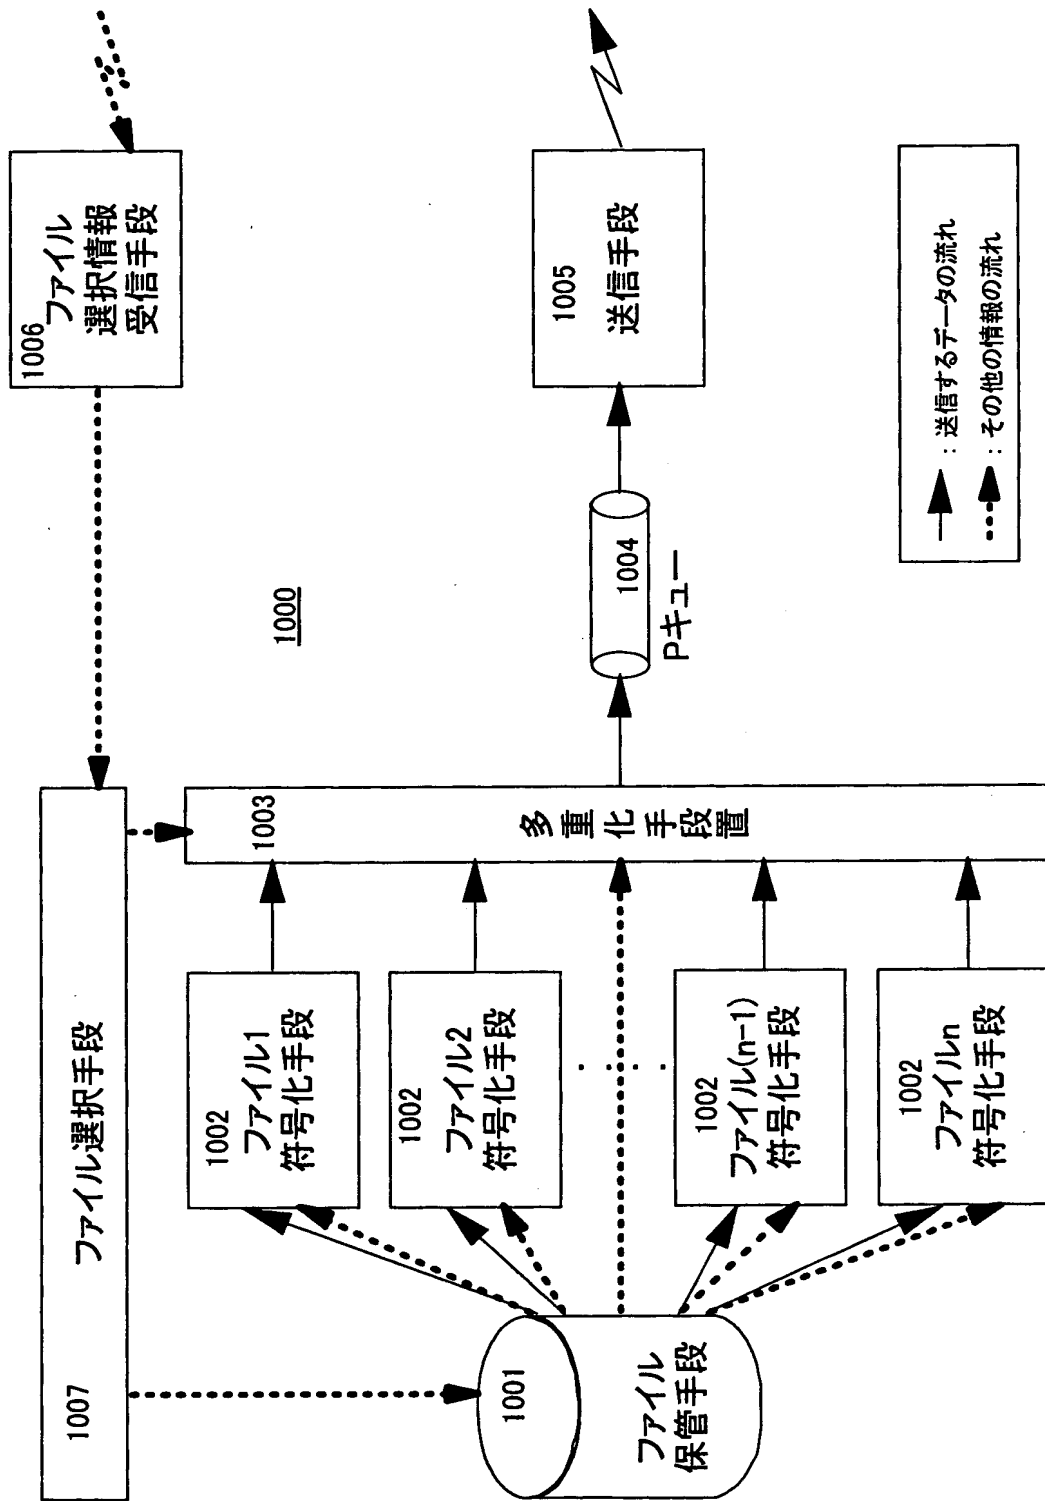 1007
ファイル選択手段
1006
ファイル
選択情報
受信手段
1000
1001
ファイル
保管手段
1002
ファイル1
符号化手段
1002
ファイル2
符号化手段
・・・・・
1002
ファイル(n-1)
符号化手段
1002
ファイルn
符号化手段
1003
多重化手段置
1004
Pキュー
1005
送信手段
：送信するデータの流れ
：その他の情報の流れ